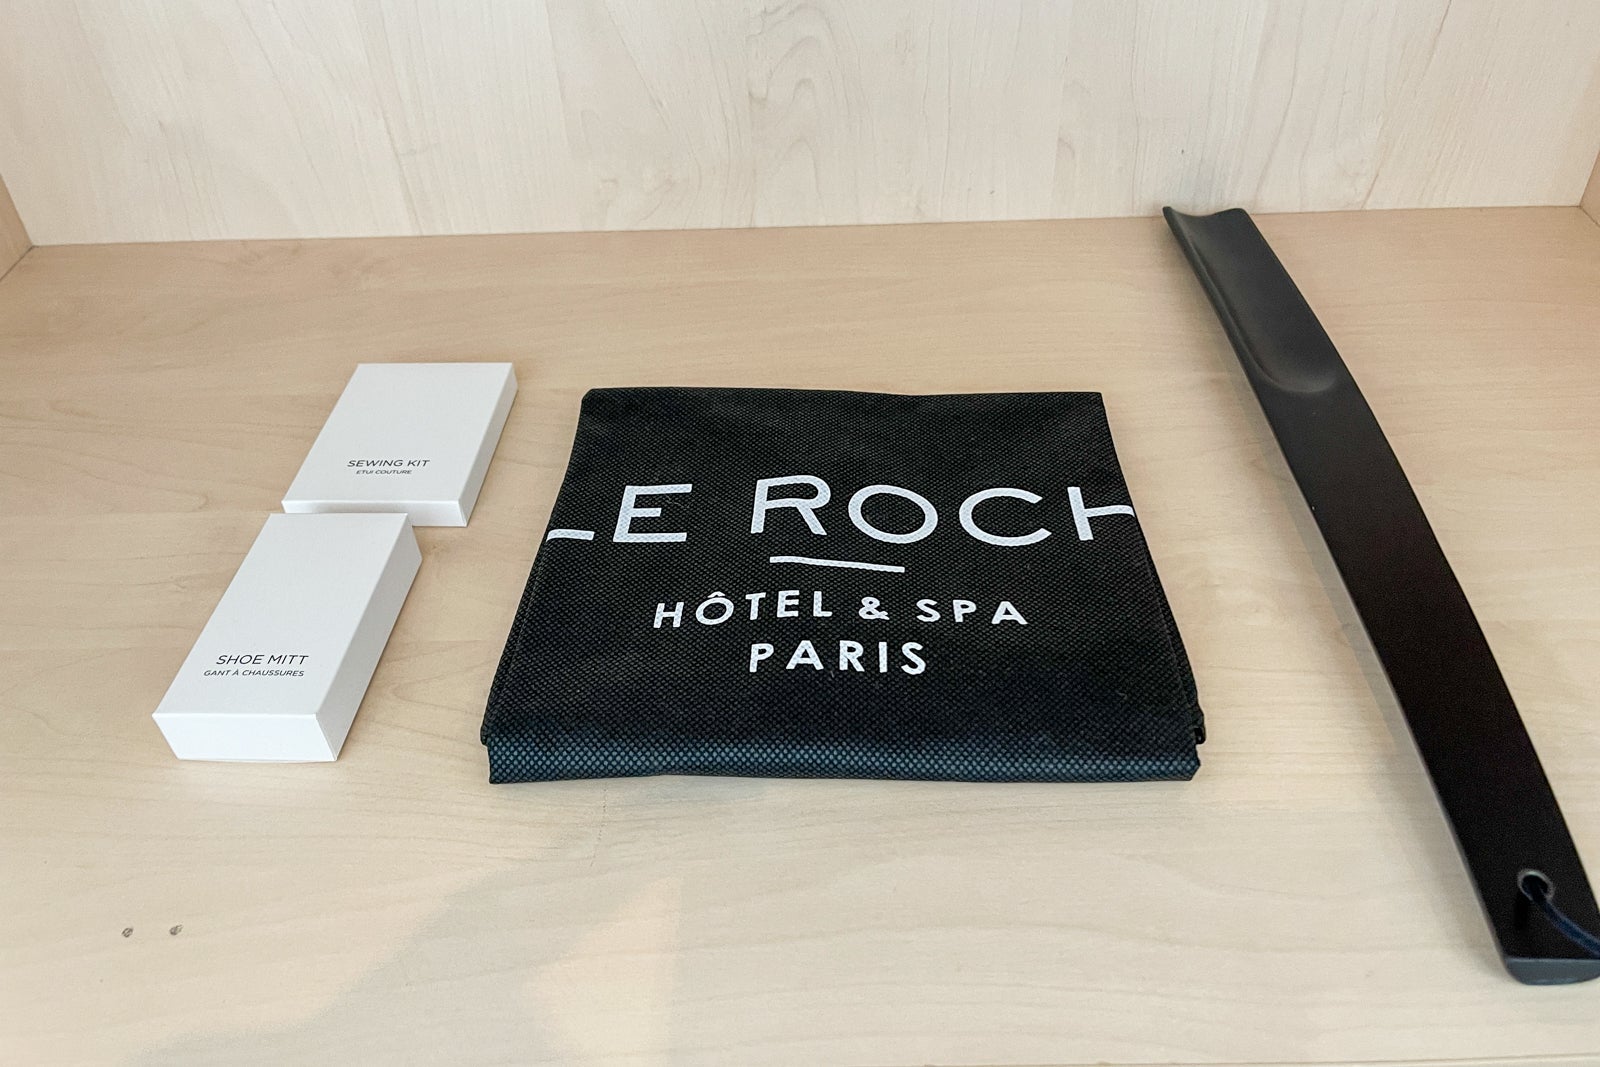 SEWING KIT
ETUI COUTURE
SHOE MITT
GANT À CHAUSSURES
LE ROCH
HÔTEL & SPA
PARIS